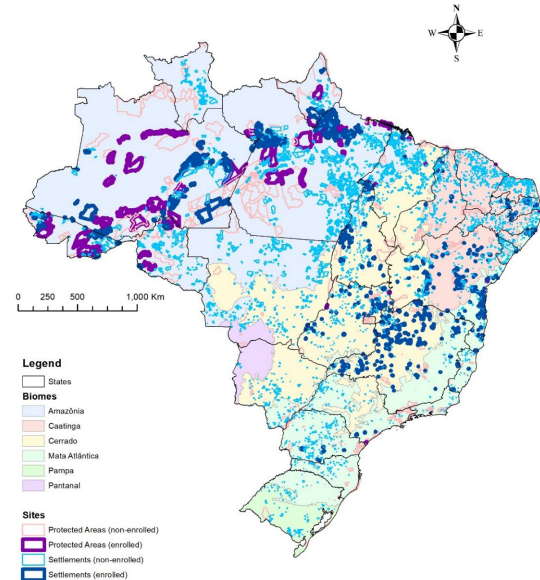 N
W E
S
0 250 500 1,000 Km
Legend
States
Biomes
Amazônia
Caatinga
Cerrado
Mata Atlântica
Pampa
Pantanal
Sites
Protected Areas (non-enrolled)
Protected Areas (enrolled)
Settlements (non-enrolled)
Settlements (enrolled)